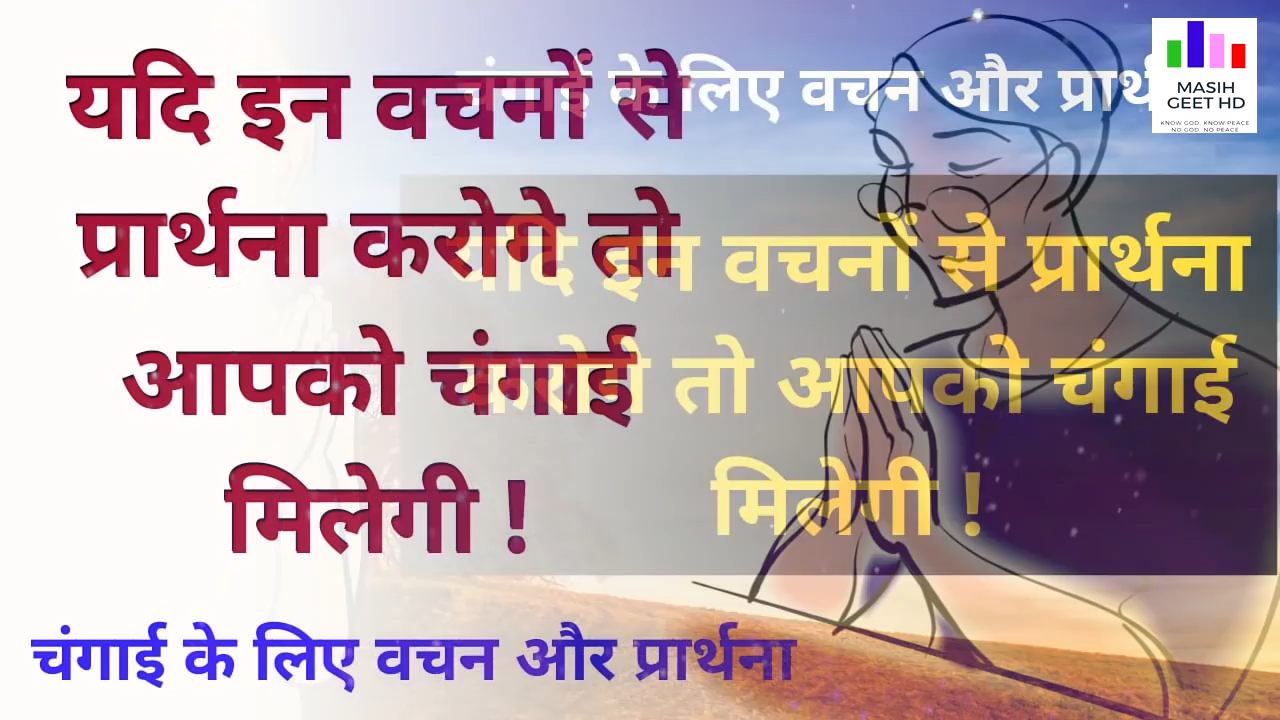 यदि इन वचनों से
प्रार्थना करोगे तो
आपको चंगाई
मिलेगी !
चंगाई के लिए वचन और प्रार्थना
चंगाई के लिए वचन और
यदि इन वचनों से प्रार्थना
करोगे तो आपको चंगाई
मिलेगी !
MASIH
GEET HD
KNOW GOD. KNOW PEACE
NO GOD. NO PEACE